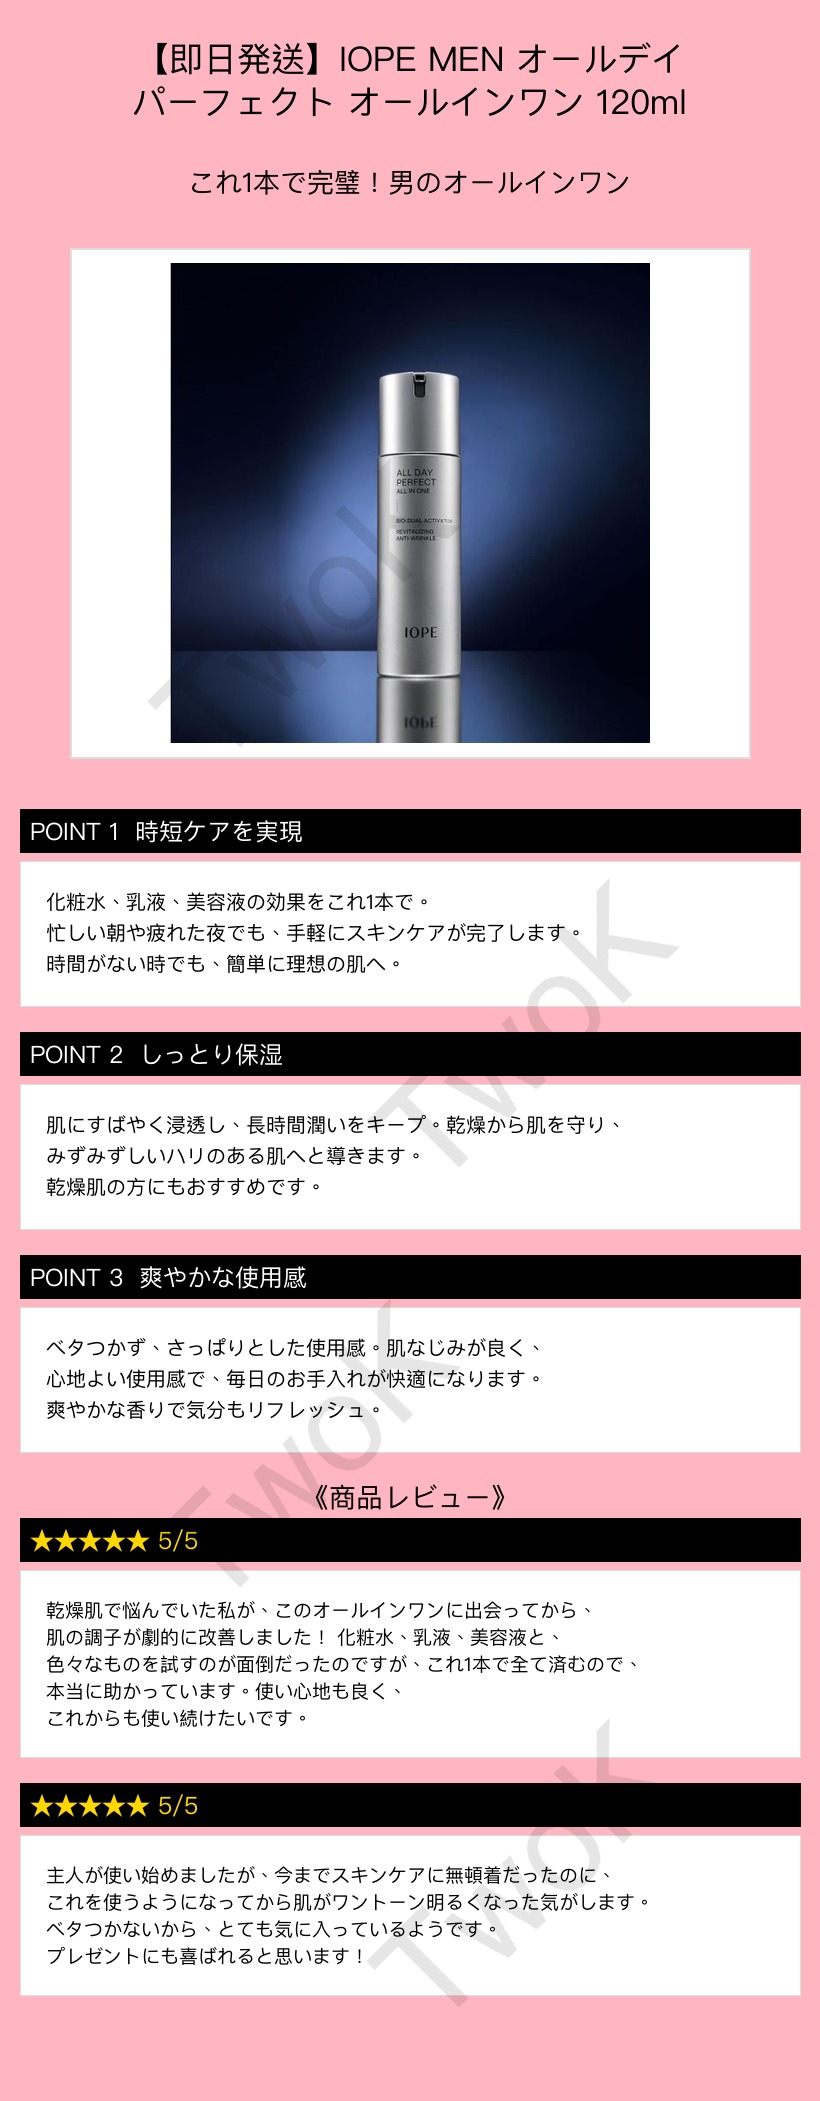 【即日発送】IOPE MEN オールデイ
パーフェクト オールインワン 120ml
これ1本で完璧！男のオールインワン
ALL DAY
PERFECT
ALL IN ONE
BIO-DUAL ACTIVATOR
REVITALIZING
ANTI-WRINKLE
IOPE
TwoK
POINT 1 時短ケアを実現
化粧水、乳液、美容液の効果をこれ1本で。
忙しい朝や疲れた夜でも、手軽にスキンケアが完了します。
時間がない時でも、簡単に理想の肌へ。
TwoK
POINT 2 しっとり保湿
肌にすばやく浸透し、長時間潤いをキープ。乾燥から肌を守り、
みずみずしいハリのある肌へと導きます。
乾燥肌の方にもおすすめです。
POINT 3 爽やかな使用感
ベタつかず、さっぱりとした使用感。肌なじみが良く、
心地よい使用感で、毎日のお手入れが快適になります。
爽やかな香りで気分もリフレッシュ。
TwoK
《商品レビュー》
★★★★★ 5/5
乾燥肌で悩んでいた私が、このオールインワンに出会ってから、
肌の調子が劇的に改善しました！ 化粧水、乳液、美容液と、
色々なものを試すのが面倒だったのですが、これ1本で全て済むので、
本当に助かっています。使い心地も良く、
これからも使い続けたいです。
★★★★★ 5/5
主人が使い始めましたが、今までスキンケアに無頓着だったのに、
これを使うようになってから肌がワントーン明るくなった気がします。
ベタつかないから、とても気に入っているようです。
プレゼントにも喜ばれると思います！
TwoK